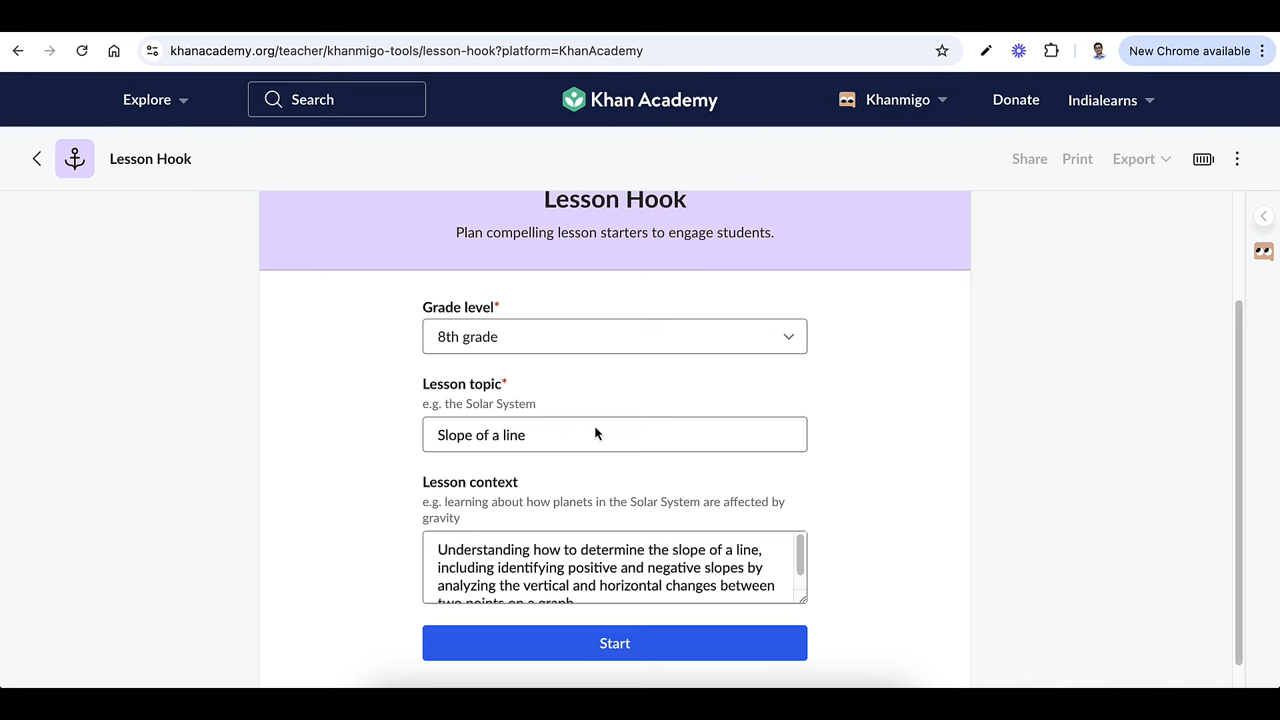 khanacademy.org/teacher/khanmigo-tools/lesson-hook?platform=KhanAcademy
New Chrome available
Explore
Search
Khan Academy
Khanmigo
Donate
Indialearns
Lesson Hook
Share
Print
Export
Lesson Hook
Plan compelling lesson starters to engage students.
Grade level*
8th grade
Lesson topic*
e.g. the Solar System
Slope of a line
Lesson context
e.g. learning about how planets in the Solar System are affected by
gravity
Understanding how to determine the slope of a line,
including identifying positive and negative slopes by
analyzing the vertical and horizontal changes between
two points on a graph
Start